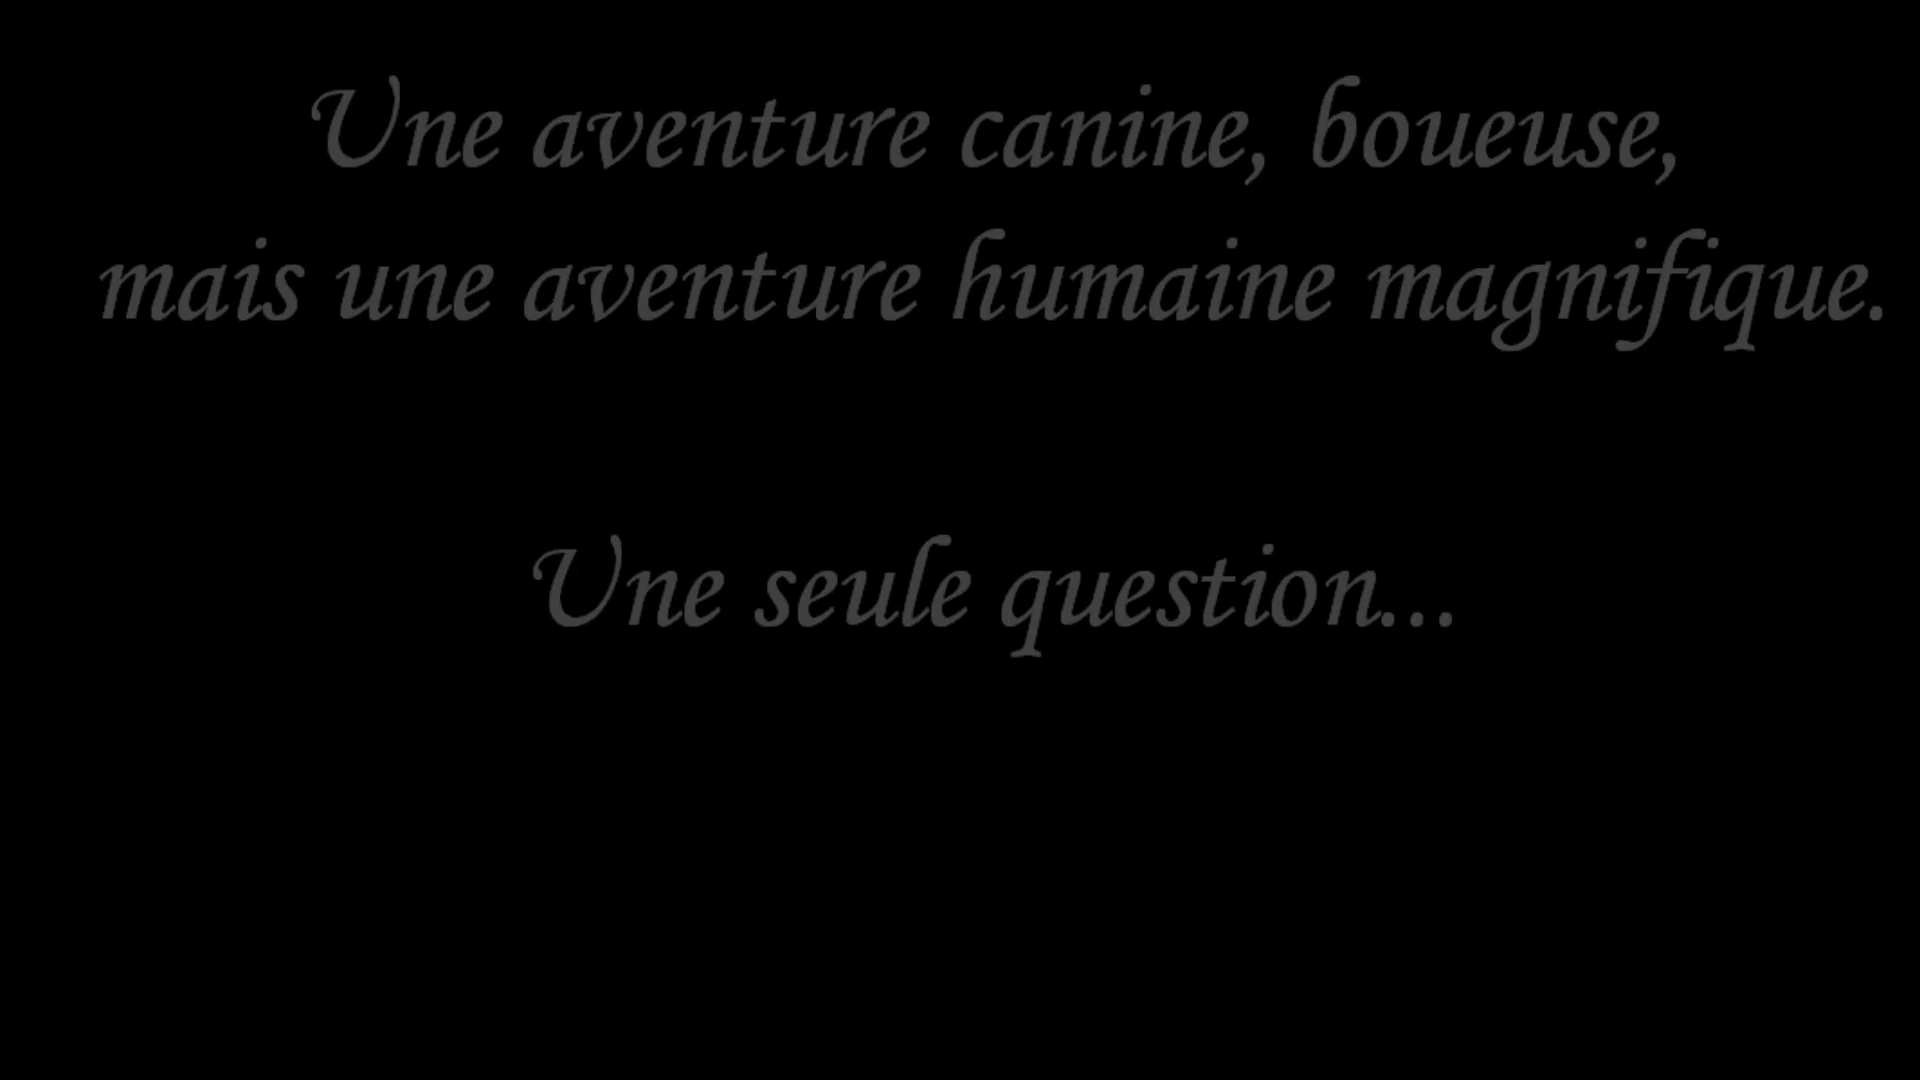 Une aventure canine, boueuse,
mais une aventure humaine magnifique.
Une seule question...